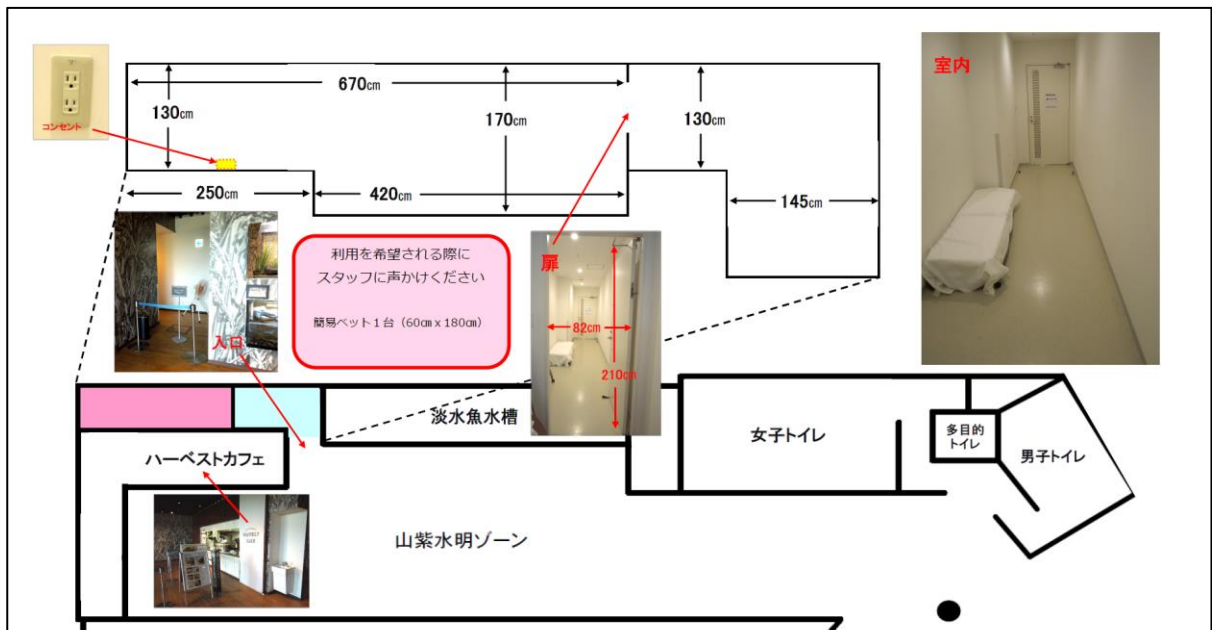 室内
670cm
130cm
170cm
130cm
コンセント
250cm
420cm
145cm
利用を希望される際に
スタッフに声かけください
簡易ベット１台（60㎝ｘ180㎝）
扉
82cm
210cm
入口
淡水魚水槽
女子トイレ
多目的
トイレ
男子トイレ
ハーベストカフェ
山紫水明ゾーン